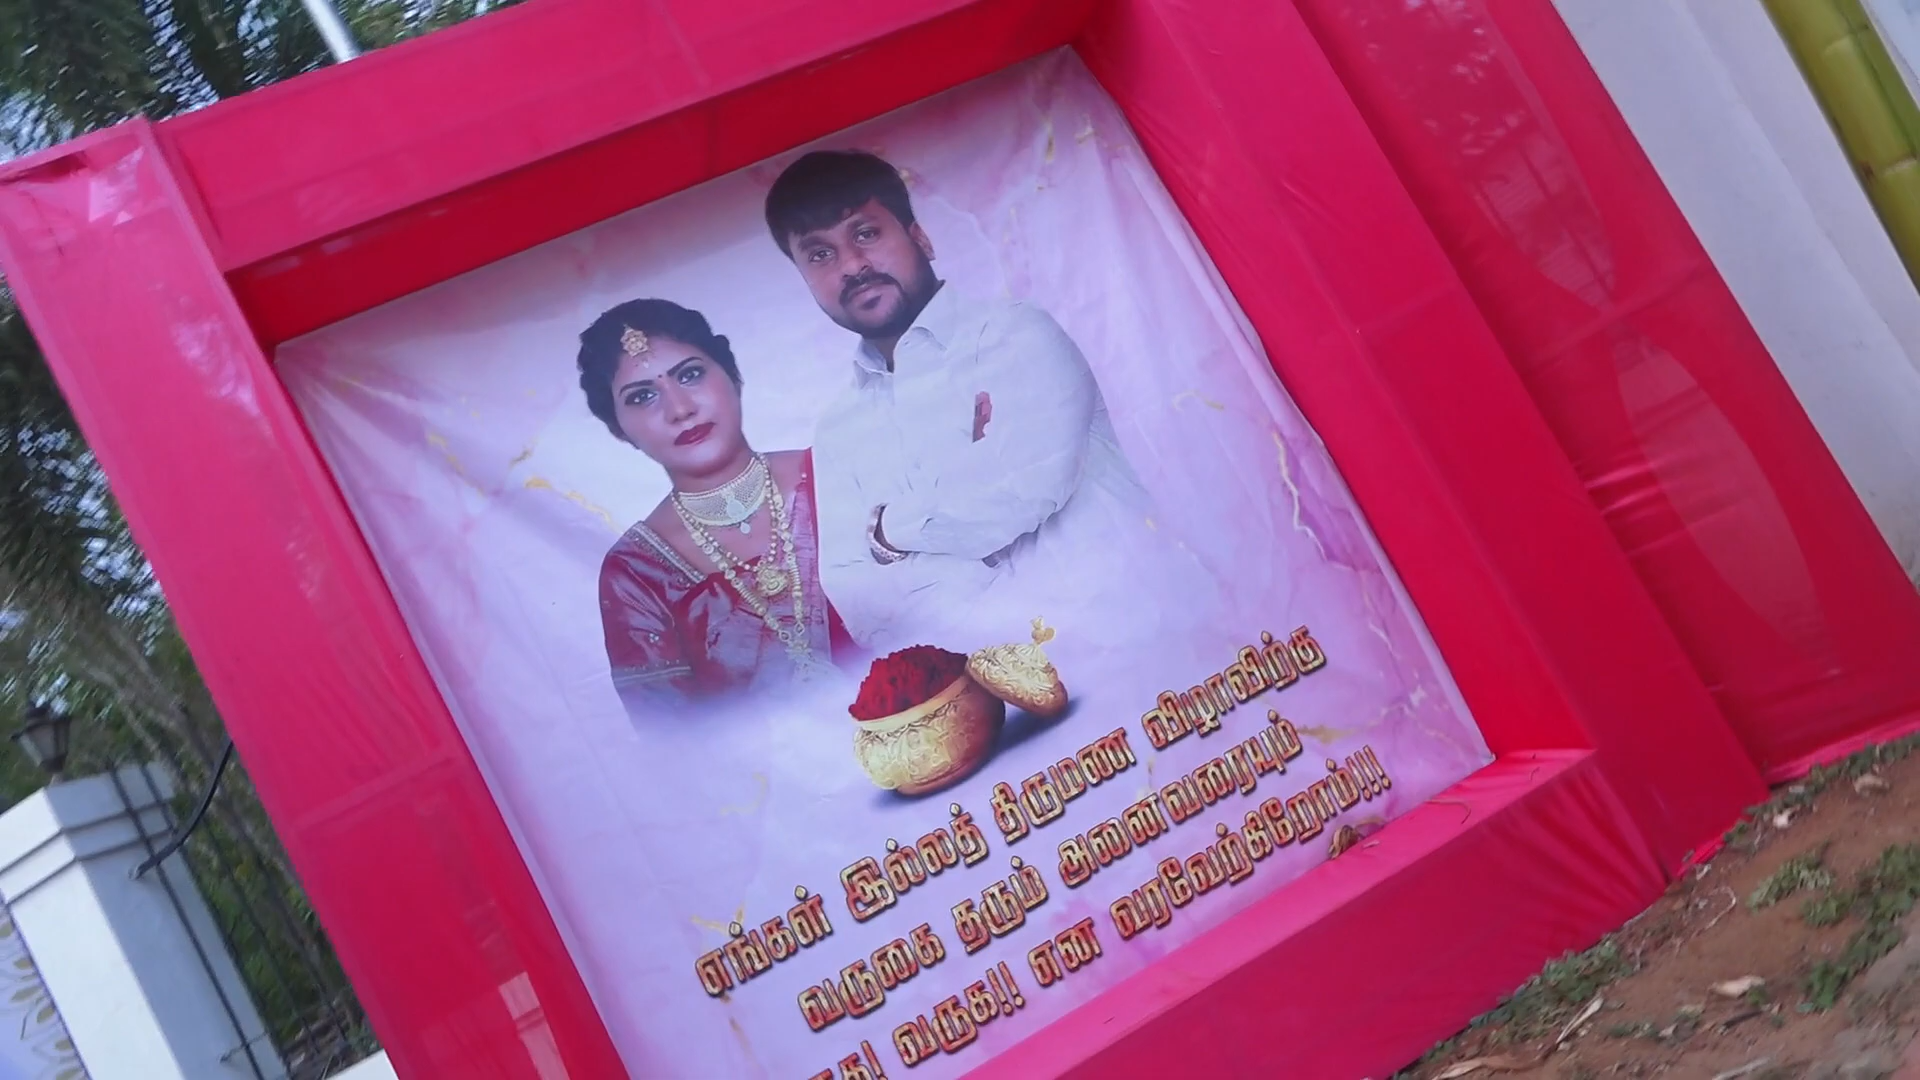 எங்கள் இல்லத் திருமண விழாவிற்கு
வருகை தரும் அனைவரையும்
வருக!! என வரவேற்கிறோம்!!!